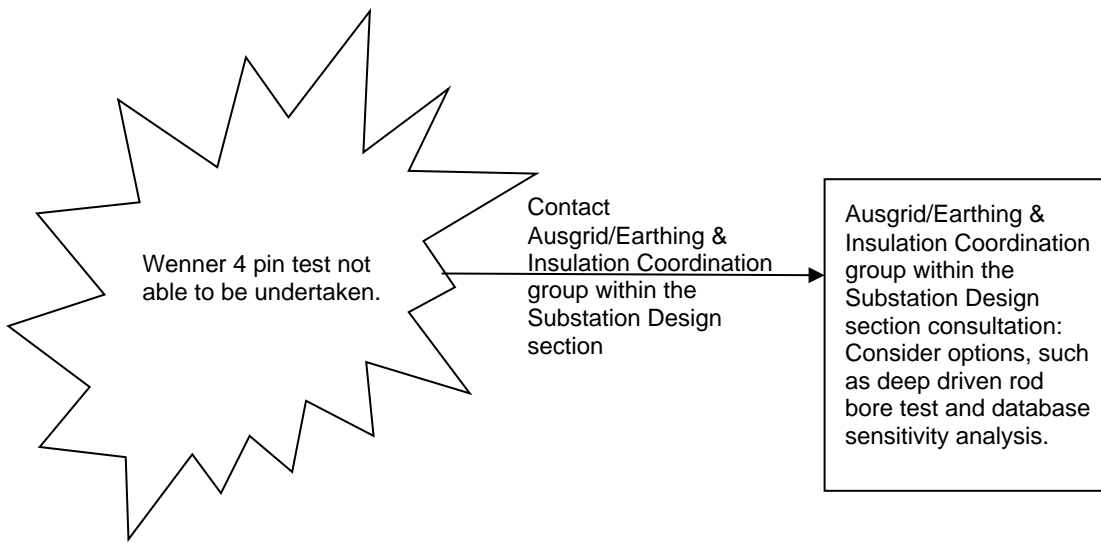 Wenner 4 pin test not
able to be undertaken.
Contact
Ausgrid/Earthing &
Insulation Coordination
group within the
Substation Design
section
Ausgrid/Earthing &
Insulation Coordination
group within the
Substation Design
section consultation:
Consider options, such
as deep driven rod
bore test and database
sensitivity analysis.